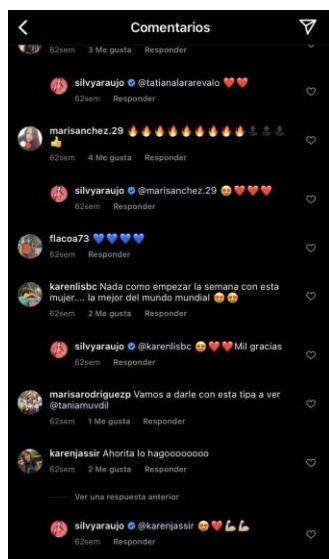 Comentarios
62sem 3 Me gusta Responder
silvyaraujo @tatianalararevalo ❤️❤️
62sem Responder
marisanchez.29 🔥🔥🔥🔥🔥🔥🔥🔥🔥🔝🔝🔝
👍
62sem 4 Me gusta Responder
silvyaraujo @marisanchez.29 😍❤️❤️❤️
62sem Responder
flacoa73 💙💙💙💙
62sem Responder
karenlisbc Nada como empezar la semana con esta
mujer.... la mejor del mundo mundial 😍😍
62sem 2 Me gusta Responder
silvyaraujo @karenlisbc 😍❤️❤️Mil gracias
62sem Responder
marisarodriguezp Vamos a darle con esta tipa a ver
@taniamuvdil
62sem 1 Me gusta Responder
karenjassir Ahorita lo hagoooooooo
62sem 2 Me gusta Responder
Ver una respuesta anterior
silvyaraujo @karenjassir 😍❤️💪💪
62sem Responder